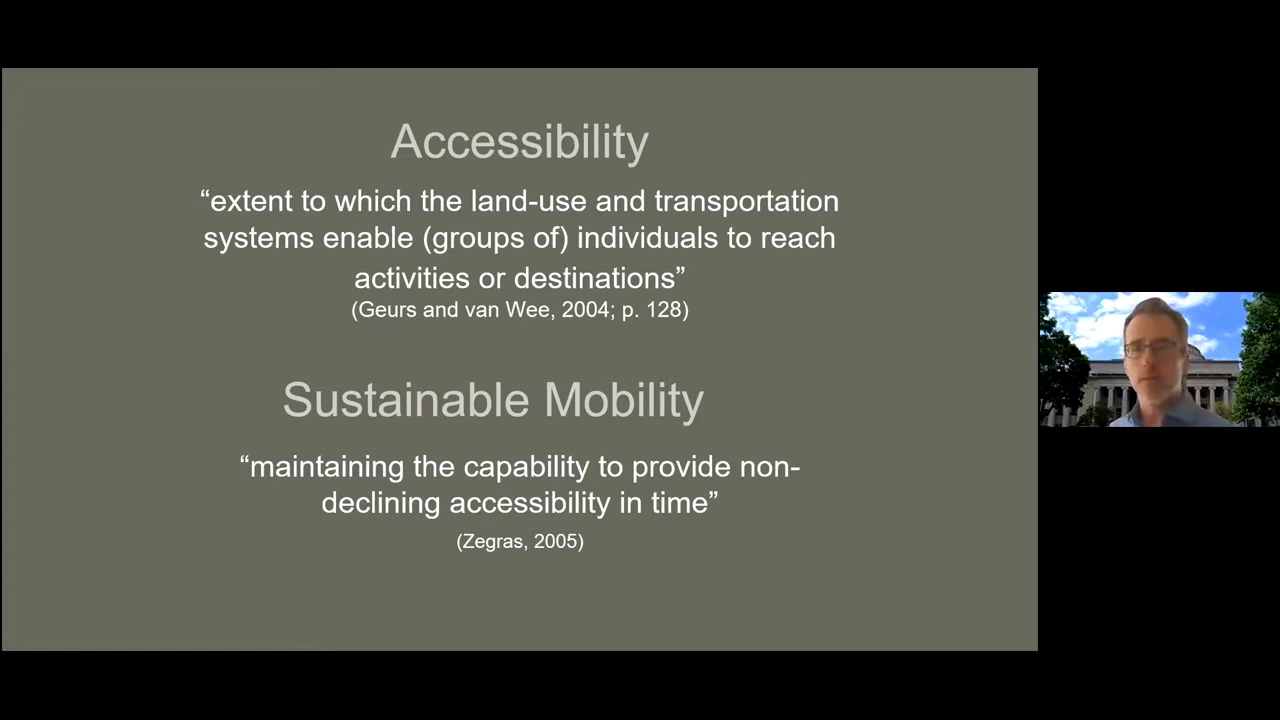 Accessibility
“extent to which the land-use and transportation
systems enable (groups of) individuals to reach
activities or destinations”
(Geurs and van Wee, 2004; p. 128)
Sustainable Mobility
“maintaining the capability to provide non-
declining accessibility in time”
(Zegras, 2005)